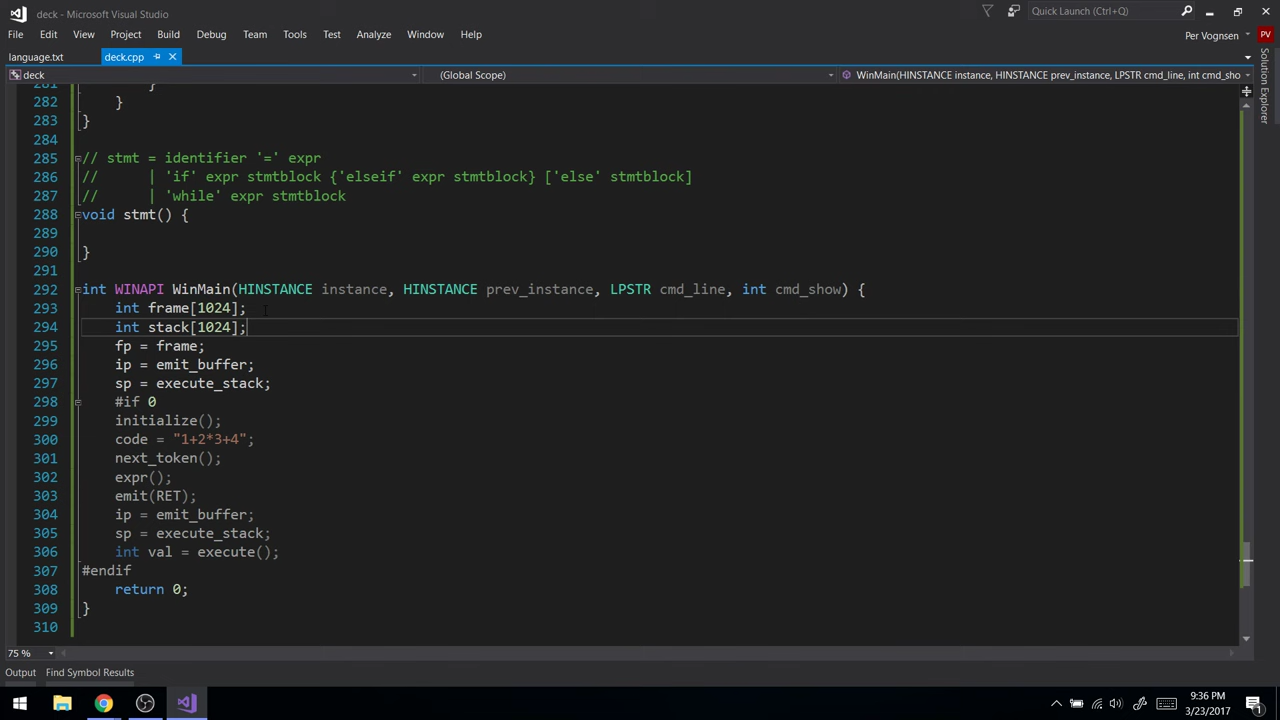 deck - Microsoft Visual Studio
Quick Launch (Ctrl+Q)
File Edit View Project Build Debug Team Tools Test Analyze Window Help
Per Vognsen PV
language.txt deck.cpp
deck (Global Scope) WinMain(HINSTANCE instance, HINSTANCE prev_instance, LPSTR cmd_line, int cmd_sho
Solution Explorer
281 }
282 }
283 }
284
285 // stmt = identifier '=' expr
286 // | 'if' expr stmtblock {'elseif' expr stmtblock} ['else' stmtblock]
287 // | 'while' expr stmtblock
288 void stmt() {
289
290 }
291
292 int WINAPI WinMain(HINSTANCE instance, HINSTANCE prev_instance, LPSTR cmd_line, int cmd_show) {
293 int frame[1024];
294 int stack[1024];
295 fp = frame;
296 ip = emit_buffer;
297 sp = execute_stack;
298 #if 0
299 initialize();
300 code = "1+2*3+4";
301 next_token();
302 expr();
303 emit(RET);
304 ip = emit_buffer;
305 sp = execute_stack;
306 int val = execute();
307 #endif
308 return 0;
309 }
310
75 %
Output Find Symbol Results
9:36 PM
3/23/2017
1